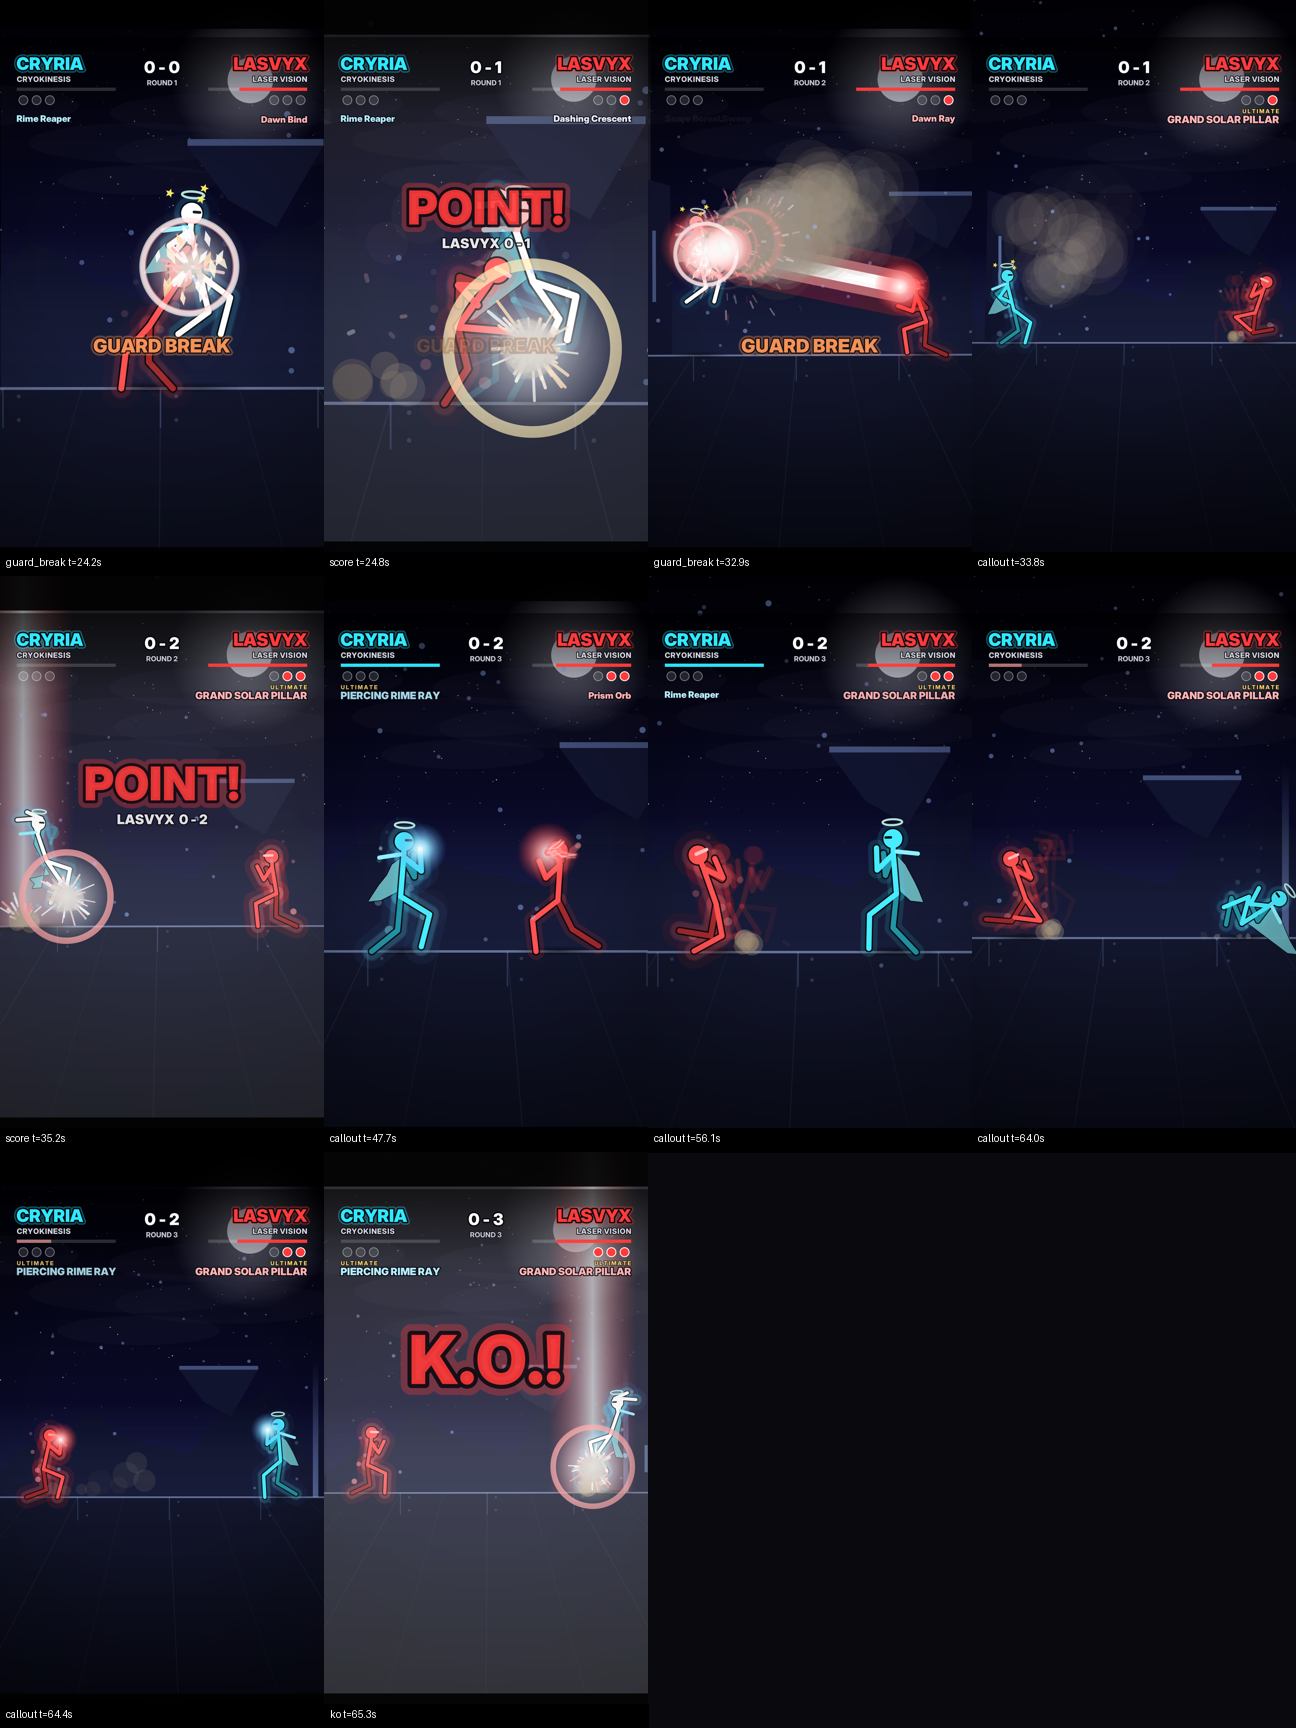 CRYRIA
CRYOKINESIS
0-0
ROUND 1
LASVYX
LASER VISION
Rime Reaper
Dawn Bind
GUARD BREAK
guard_break t=24.2s
CRYRIA
CRYOKINESIS
0-1
ROUND 1
LASVYX
LASER VISION
Rime Reaper
Dashing Crescent
POINT!
LASVYX 0-1
GUARD BREAK
score t=24.8s
CRYRIA
CRYOKINESIS
0-1
ROUND 2
LASVYX
LASER VISION
Dawn Ray
GUARD BREAK
guard_break t=32.9s
CRYRIA
CRYOKINESIS
0-1
ROUND 2
LASVYX
LASER VISION
ULTIMATE
GRAND SOLAR PILLAR
callout t=33.8s
CRYRIA
CRYOKINESIS
0-2
ROUND 2
LASVYX
LASER VISION
ULTIMATE
GRAND SOLAR PILLAR
POINT!
LASVYX 0-2
score t=35.2s
CRYRIA
CRYOKINESIS
0-2
ROUND 3
LASVYX
LASER VISION
ULTIMATE
PIERCING RIME RAY
Prism Orb
callout t=47.7s
CRYRIA
CRYOKINESIS
0-2
ROUND 3
LASVYX
LASER VISION
Rime Reaper
ULTIMATE
GRAND SOLAR PILLAR
callout t=56.1s
CRYRIA
CRYOKINESIS
0-2
ROUND 3
LASVYX
LASER VISION
ULTIMATE
GRAND SOLAR PILLAR
callout t=64.0s
CRYRIA
CRYOKINESIS
0-2
ROUND 3
LASVYX
LASER VISION
ULTIMATE
PIERCING RIME RAY
ULTIMATE
GRAND SOLAR PILLAR
callout t=64.4s
CRYRIA
CRYOKINESIS
0-3
ROUND 3
LASVYX
LASER VISION
ULTIMATE
PIERCING RIME RAY
ULTIMATE
GRAND SOLAR PILLAR
K.O.!
ko t=65.3s